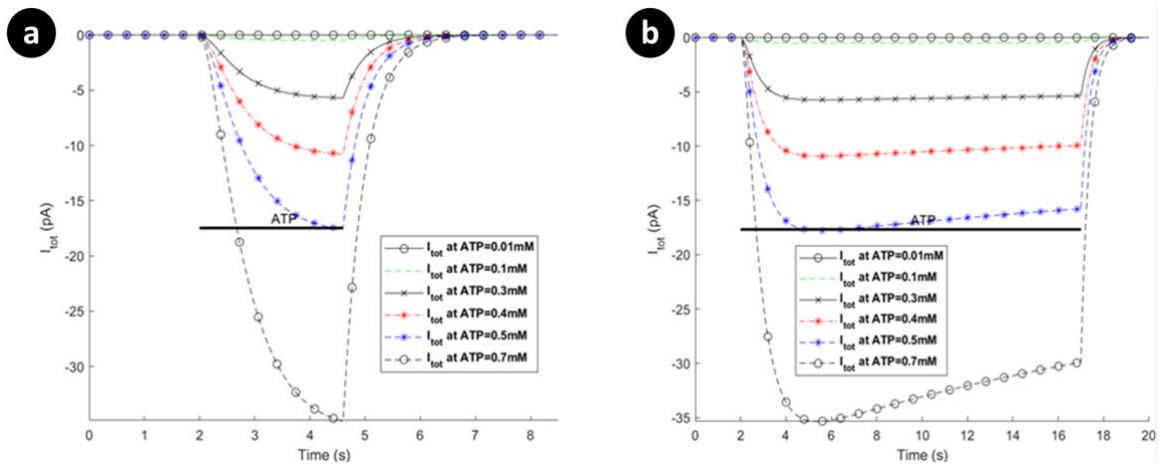 a
0
-5
-10
-15
-20
-25
-30
I_tot (pA)
ATP
I_tot at ATP=0.01mM
I_tot at ATP=0.1mM
I_tot at ATP=0.3mM
I_tot at ATP=0.4mM
I_tot at ATP=0.5mM
I_tot at ATP=0.7mM
0 1 2 3 4 5 6 7 8
Time (s)
b
0
-5
-10
-15
-20
-25
-30
-35
I_tot (pA)
ATP
I_tot at ATP=0.01mM
I_tot at ATP=0.1mM
I_tot at ATP=0.3mM
I_tot at ATP=0.4mM
I_tot at ATP=0.5mM
I_tot at ATP=0.7mM
0 2 4 6 8 10 12 14 16 18 20
Time (s)